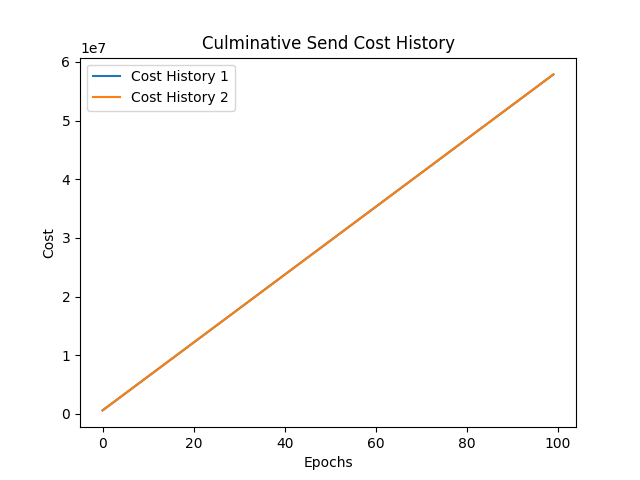 Culminative Send Cost History
1e7
Cost History 1
Cost History 2
6
5
4
3
2
1
0
Cost
0 20 40 60 80 100
Epochs